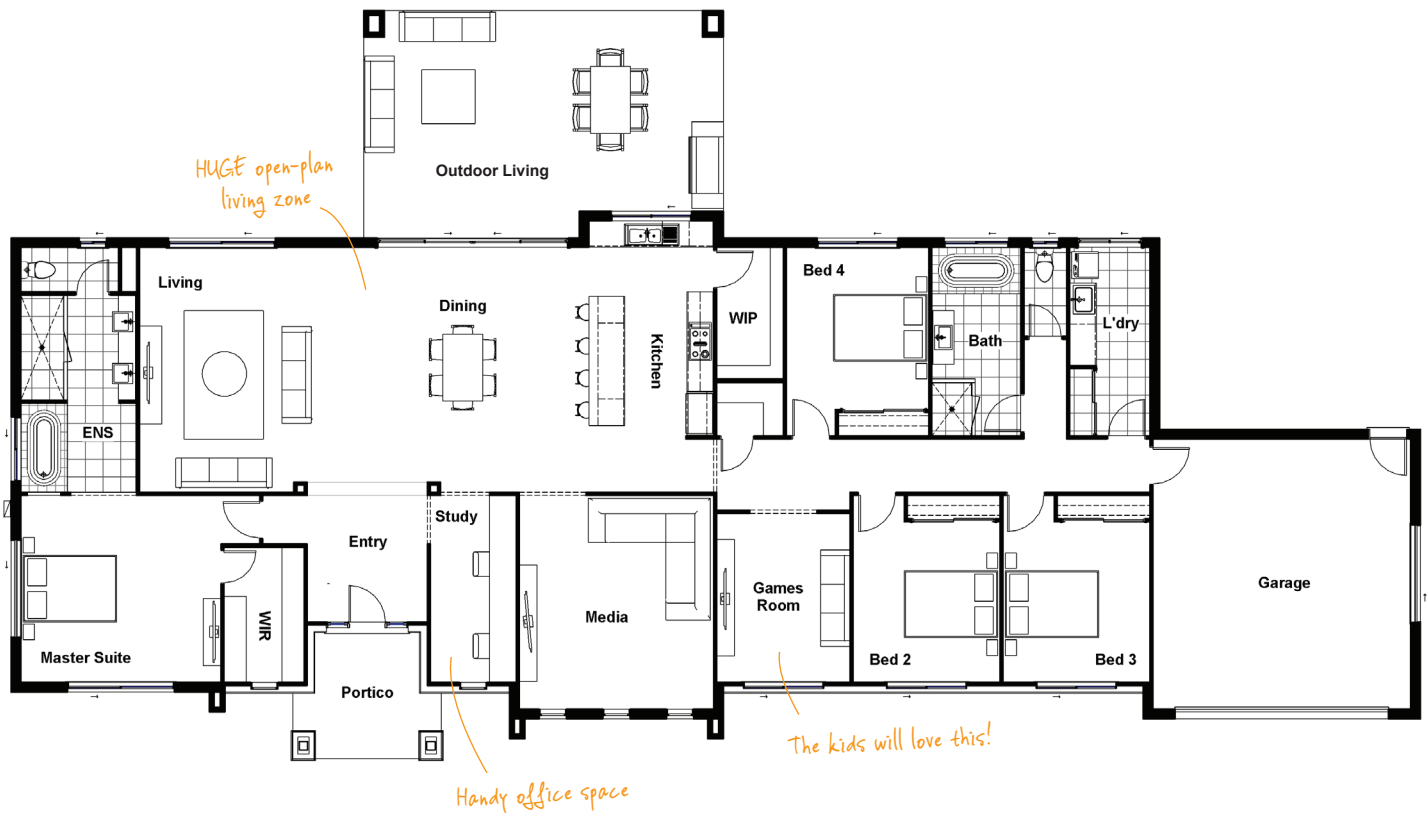 Outdoor Living
HUGE open-plan
living zone
Living
Dining
Kitchen
WIP
Bed 4
Bath
L'dry
ENS
Study
Entry
WIR
Master Suite
Portico
Media
Games
Room
Bed 2
Bed 3
Garage
The kids will love this!
Handy office space